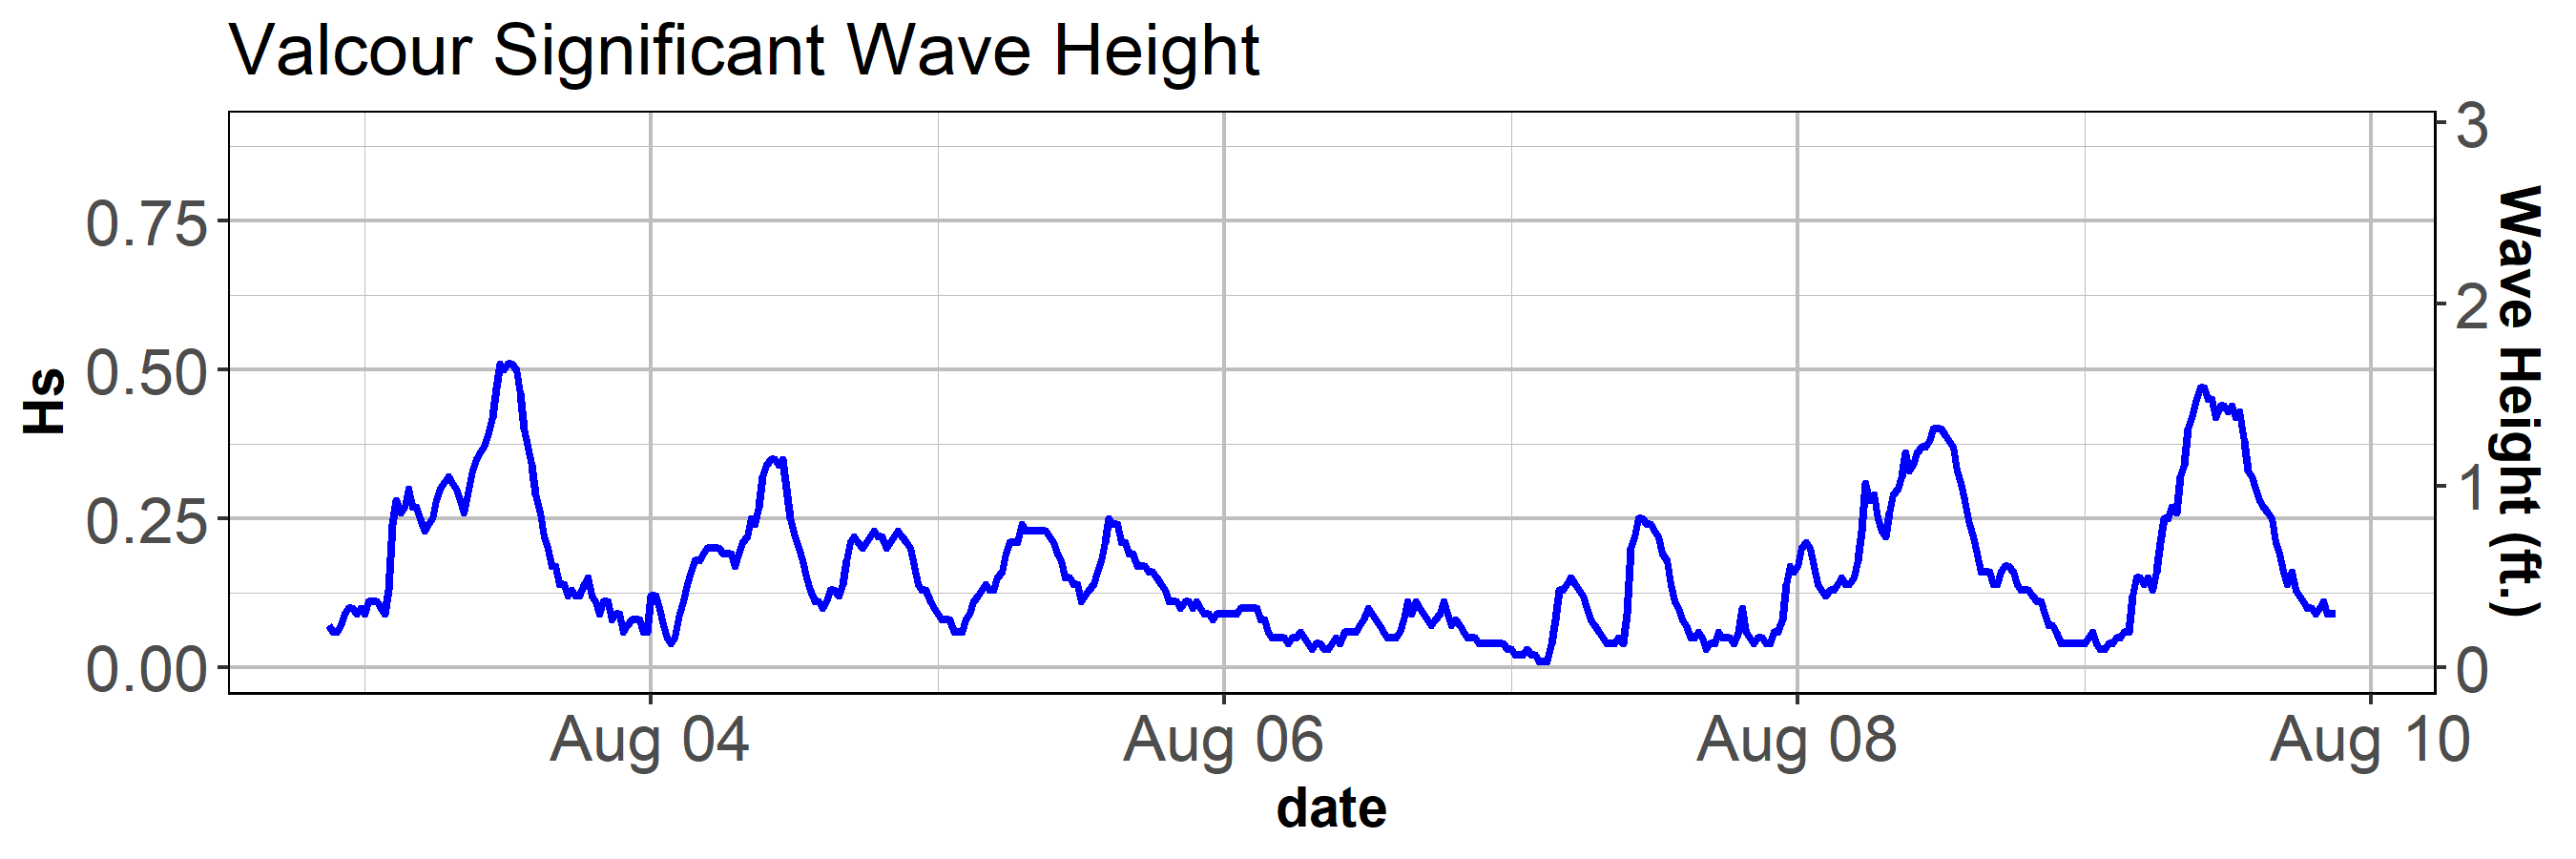 Valcour Significant Wave Height
Hs
0.75
0.50
0.25
0.00
3
2
1
0
Wave Height (ft.)
Aug 04 Aug 06 Aug 08 Aug 10
date